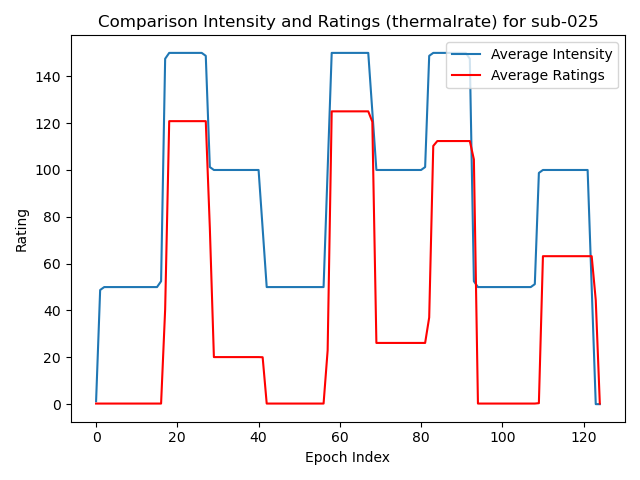 Comparison Intensity and Ratings (thermalrate) for sub-025
Average Intensity
Average Ratings
Rating
140
120
100
80
60
40
20
0
0 20 40 60 80 100 120
Epoch Index